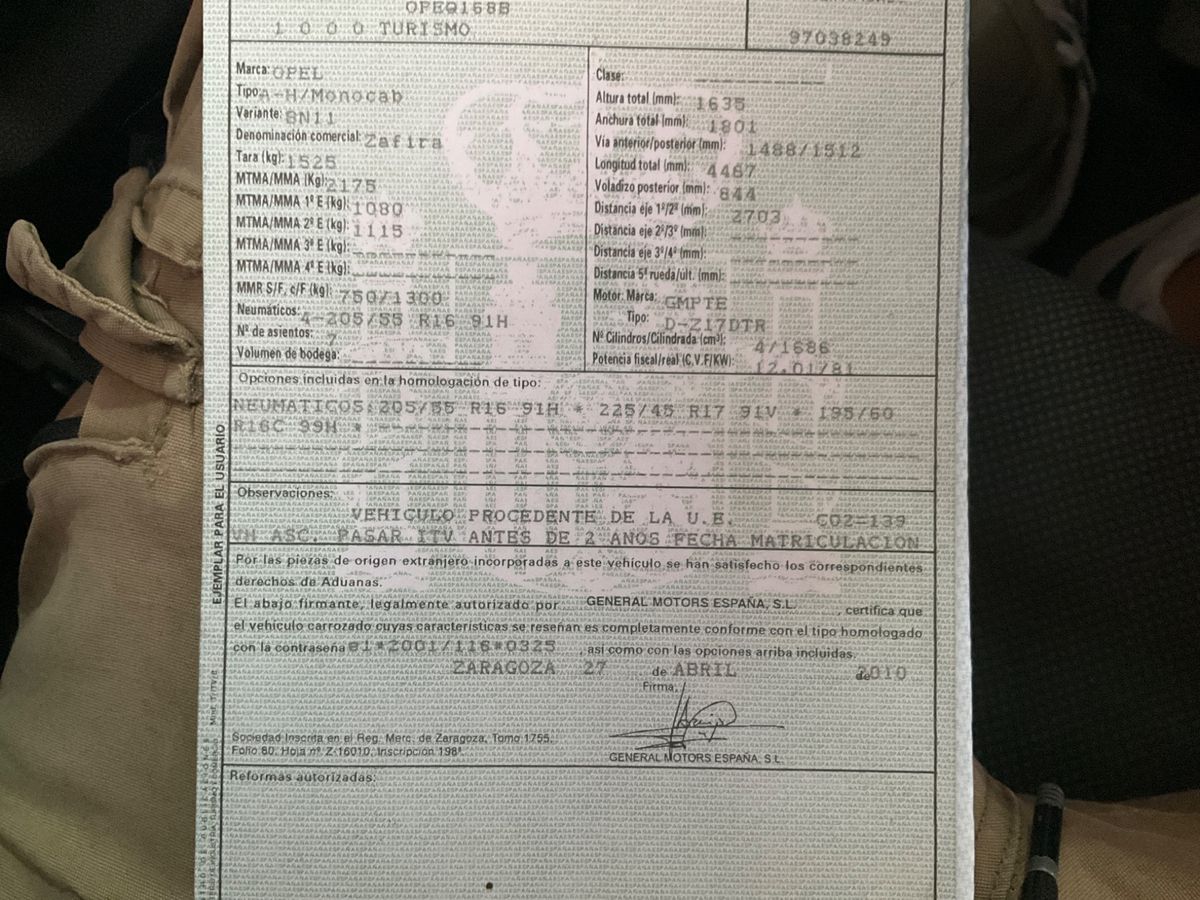 OPEQ168B
1 0 0 0 TURISMO
97038249
Marca: OPEL
Tipo: A-H/Monocab
Variante: BN11
Denominación comercial: Zafira
Tara (kg): 1525
MTMA/MMA (Kg): 2175
MTMA/MMA 1º E (kg): 1080
MTMA/MMA 2º E (kg): 1115
MTMA/MMA 3º E (kg):
MTMA/MMA 4º E (kg):
MMR S/F, c/F (kg): 750/1300
Neumáticos: 4-205/55 R16 91H
Nº de asientos: 7
Volumen de bodega:
Clase:
Altura total (mm): 1635
Anchura total (mm): 1801
Vía anterior/posterior (mm): 1488/1512
Longitud total (mm): 4467
Voladizo posterior (mm): 844
Distancia eje 1º/2º (mm): 2703
Distancia eje 2º/3º (mm):
Distancia eje 3º/4º (mm):
Distancia 5ª rueda/últ. (mm):
Motor: Marca: GMPTE
Tipo: D-Z17DTR
Nº Cilindros/Cilindrada (cm³): 4/1686
Potencia fiscal/real (C.V.F/KW): 12.01/81
Opciones incluidas en la homologación de tipo:
NEUMATICOS:205/55 R16 91H * 225/45 R17 91V * 195/60
R16C 99H *
Observaciones:
VEHICULO PROCEDENTE DE LA U.E. CO2=139
VH ASC. PASAR ITV ANTES DE 2 ANOS FECHA MATRICULACION
Por las piezas de origen extranjero incorporadas a este vehículo se han satisfecho los correspondientes
derechos de Aduanas.
El abajo firmante, legalmente autorizado por GENERAL MOTORS ESPAÑA, S.L. , certifica que
el vehículo carrozado cuyas características se reseñan es completamente conforme con el tipo homologado
con la contraseña e1*2001/116*0325 , así como con las opciones arriba incluidas.
ZARAGOZA 27 de ABRIL de 2010
Firma:
GENERAL MOTORS ESPAÑA, S.L.
Sociedad Inscrita en el Reg. Merc. de Zaragoza, Tomo 1755,
Folio 80, Hoja nº Z-16010, Inscripción 198ª
Reformas autorizadas:
EJEMPLAR PARA EL USUARIO